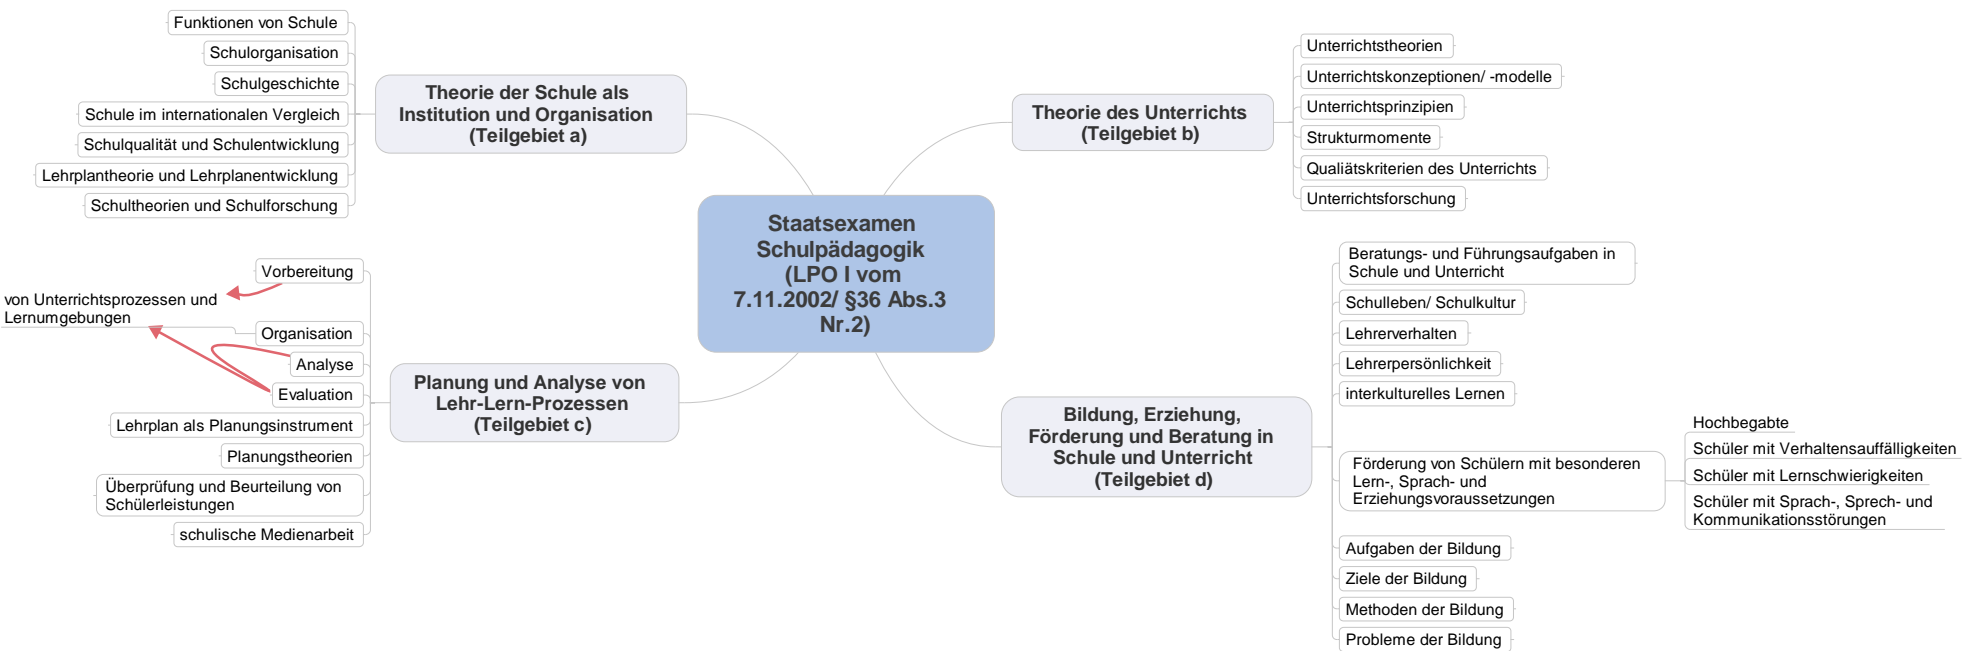 Staatsexamen
Schulpädagogik
(LPO I vom
7.11.2002/ §36 Abs.3
Nr.2)
Theorie der Schule als
Institution und Organisation
(Teilgebiet a)
Funktionen von Schule
Schulorganisation
Schulgeschichte
Schule im internationalen Vergleich
Schulqualität und Schulentwicklung
Lehrplantheorie und Lehrplanentwicklung
Schultheorien und Schulforschung
Theorie des Unterrichts
(Teilgebiet b)
Unterrichtstheorien
Unterrichtskonzeptionen/ -modelle
Unterrichtsprinzipien
Strukturmomente
Qualiätskriterien des Unterrichts
Unterrichtsforschung
Planung und Analyse von
Lehr-Lern-Prozessen
(Teilgebiet c)
Vorbereitung
von Unterrichtsprozessen und
Lernumgebungen
Organisation
Analyse
Evaluation
Lehrplan als Planungsinstrument
Planungstheorien
Überprüfung und Beurteilung von
Schülerleistungen
schulische Medienarbeit
Bildung, Erziehung,
Förderung und Beratung in
Schule und Unterricht
(Teilgebiet d)
Beratungs- und Führungsaufgaben in
Schule und Unterricht
Schulleben/ Schulkultur
Lehrerverhalten
Lehrerpersönlichkeit
interkulturelles Lernen
Förderung von Schülern mit besonderen
Lern-, Sprach- und
Erziehungsvoraussetzungen
Hochbegabte
Schüler mit Verhaltensauffälligkeiten
Schüler mit Lernschwierigkeiten
Schüler mit Sprach-, Sprech- und
Kommunikationsstörungen
Aufgaben der Bildung
Ziele der Bildung
Methoden der Bildung
Probleme der Bildung